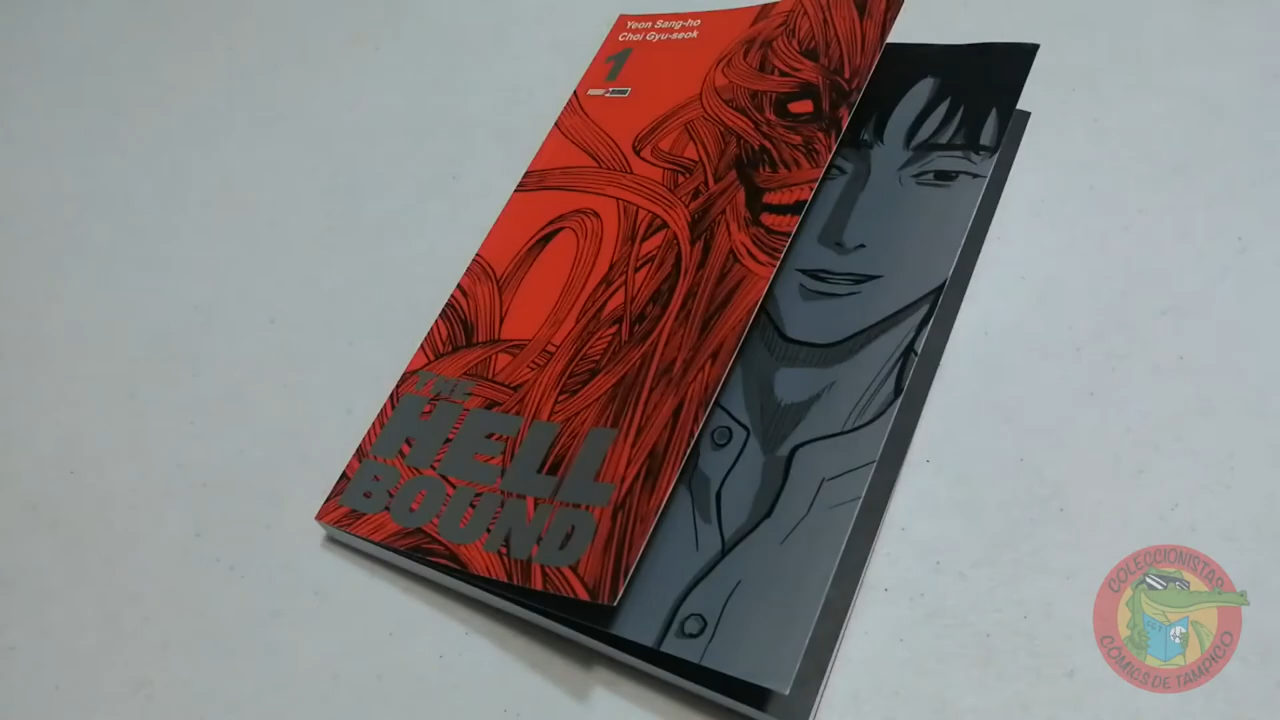 Yeon Sang-ho
Choi Gyu-seok
1
THE
HELL
BOUND
COLECCIONISTAS
CÓMICS DE TAMPICO